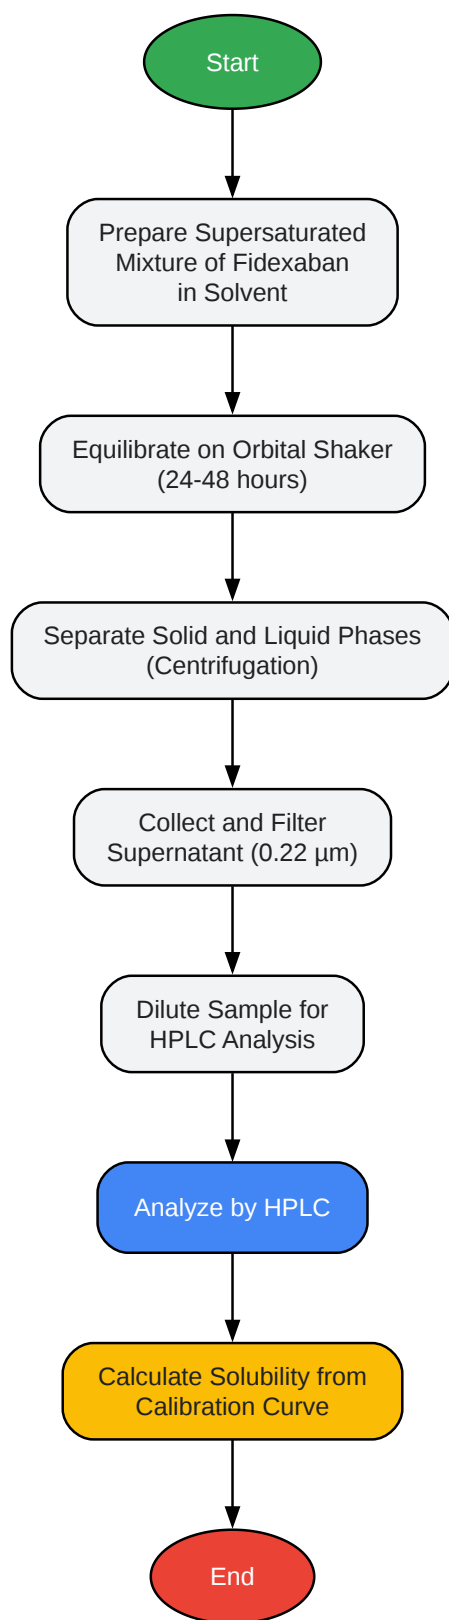 Start
Prepare Supersaturated
Mixture of Fidexaban
in Solvent
Equilibrate on Orbital Shaker
(24-48 hours)
Separate Solid and Liquid Phases
(Centrifugation)
Collect and Filter
Supernatant (0.22 µm)
Dilute Sample for
HPLC Analysis
Analyze by HPLC
Calculate Solubility from
Calibration Curve
End